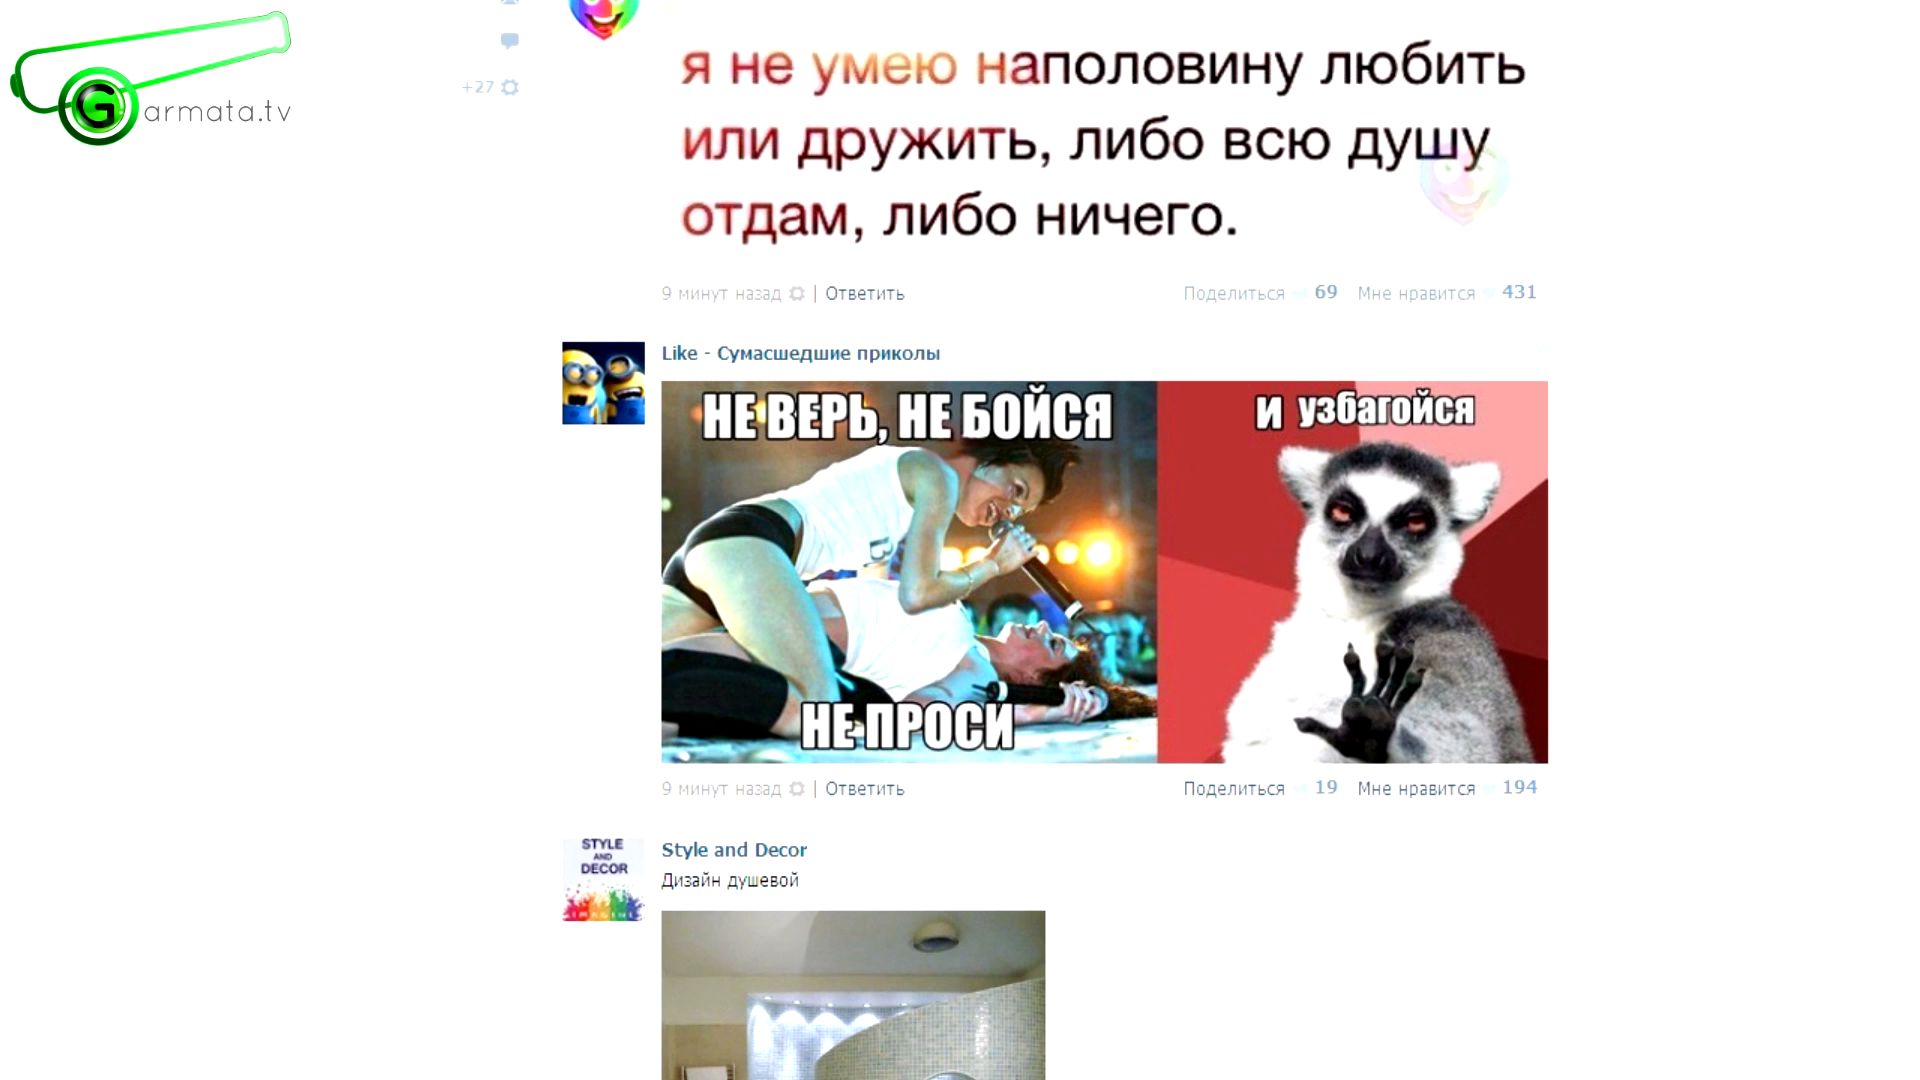 Garmata.tv
+27
я не умею наполовину любить
или дружить, либо всю душу
отдам, либо ничего.
9 минут назад | Ответить
Поделиться 69 Мне нравится 431
Like - Сумасшедшие приколы
НЕ ВЕРЬ, НЕ БОЙСЯ
И УЗБАГОЙСЯ
НЕ ПРОСИ
9 минут назад | Ответить
Поделиться 19 Мне нравится 194
STYLE
AND
DECOR
IMAGINE
Style and Decor
Дизайн душевой